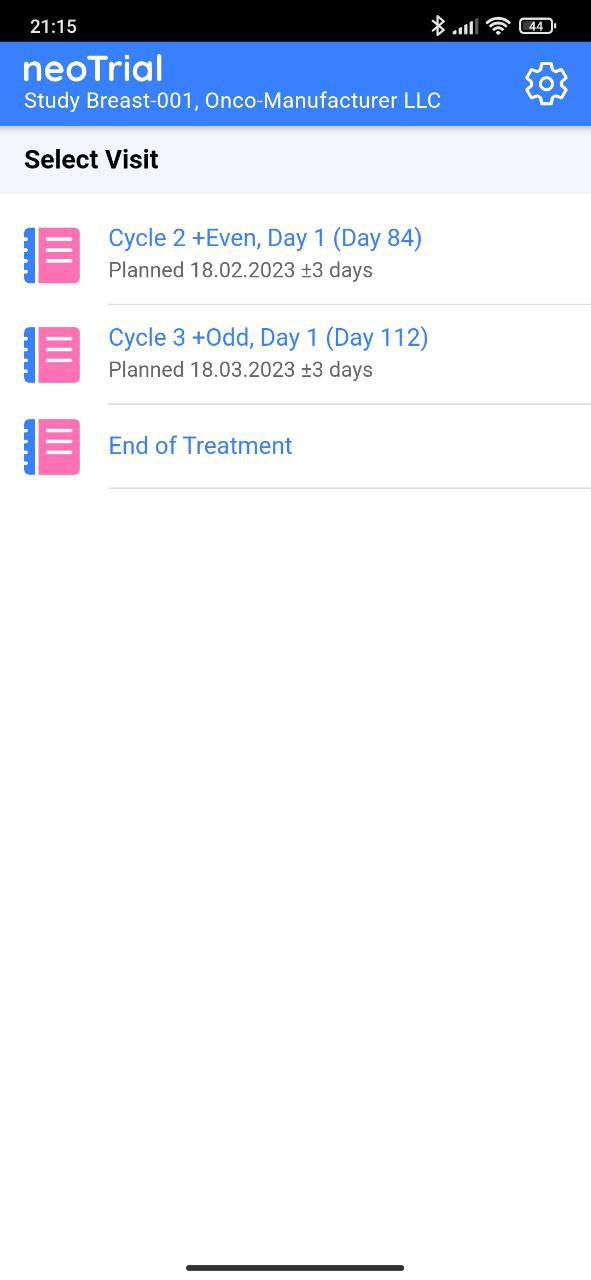 21:15
44
neoTrial
Study Breast-001, Onco-Manufacturer LLC
Select Visit
Cycle 2 +Even, Day 1 (Day 84)
Planned 18.02.2023 ±3 days
Cycle 3 +Odd, Day 1 (Day 112)
Planned 18.03.2023 ±3 days
End of Treatment